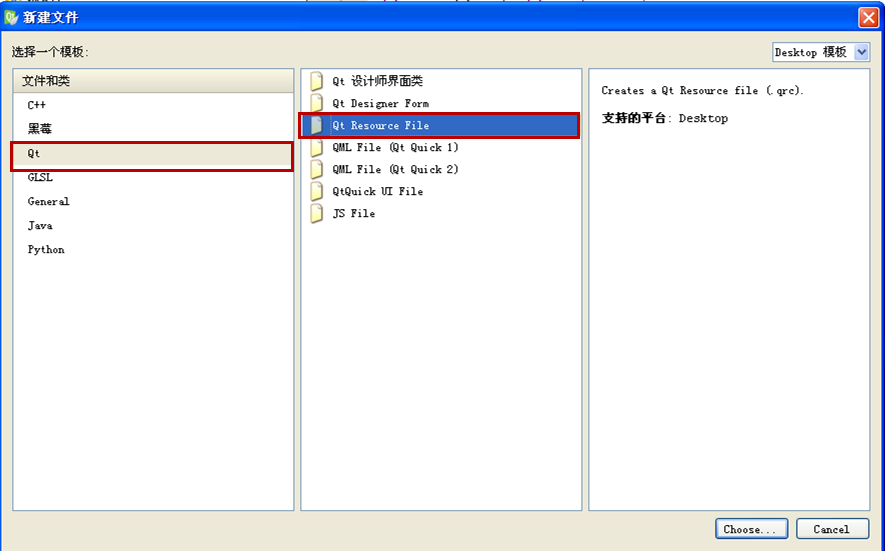 新建文件
选择一个模板:
Desktop 模板
文件和类
C++
黑莓
Qt
GLSL
General
Java
Python
Qt 设计师界面类
Qt Designer Form
Qt Resource File
QML File (Qt Quick 1)
QML File (Qt Quick 2)
QtQuick UI File
JS File
Creates a Qt Resource file (.qrc).
支持的平台: Desktop
Choose...
Cancel